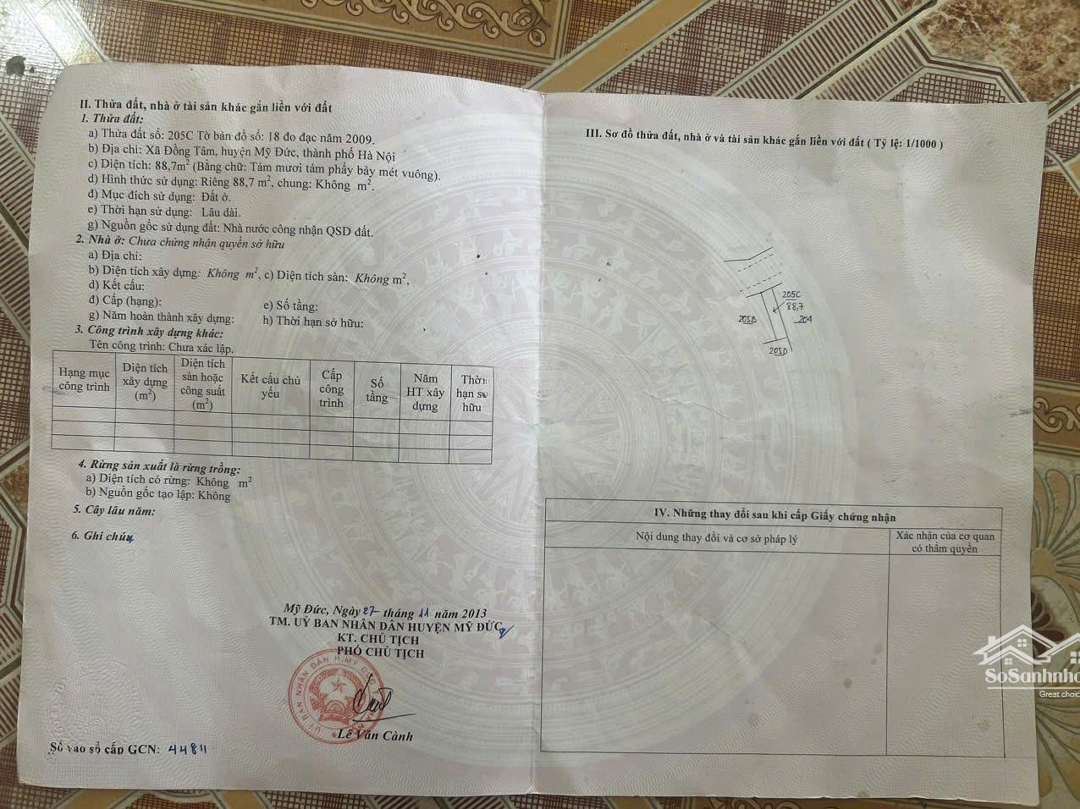 II. Thửa đất, nhà ở tài sản khác gắn liền với đất
1. Thửa đất:
a) Thửa đất số: 205C Tờ bản đồ số: 18 đo đạc năm 2009.
b) Địa chỉ: Xã Đồng Tâm, huyện Mỹ Đức, thành phố Hà Nội
c) Diện tích: 88,7m² (Bằng chữ: Tám mươi tám phẩy bảy mét vuông).
d) Hình thức sử dụng: Riêng 88,7 m², chung: Không m².
đ) Mục đích sử dụng: Đất ở.
e) Thời hạn sử dụng: Lâu dài.
g) Nguồn gốc sử dụng đất: Nhà nước công nhận QSD đất.
2. Nhà ở: Chưa chứng nhận quyền sở hữu
a) Địa chỉ:
b) Diện tích xây dựng: Không m², c) Diện tích sàn: Không m²,
d) Kết cấu:
đ) Cấp (hạng): e) Số tầng:
g) Năm hoàn thành xây dựng: h) Thời hạn sở hữu:
3. Công trình xây dựng khác:
Tên công trình: Chưa xác lập.
Hạng mục công trình
Diện tích xây dựng (m²)
Diện tích sàn hoặc công suất (m²)
Kết cấu chủ yếu
Cấp công trình
Số tầng
Năm HT xây dựng
Thời hạn sở hữu
4. Rừng sản xuất là rừng trồng:
a) Diện tích có rừng: Không m²
b) Nguồn gốc tạo lập: Không
5. Cây lâu năm:
6. Ghi chú:
Mỹ Đức, Ngày 27 tháng 11 năm 2013
TM. UỶ BAN NHÂN DÂN HUYỆN MỸ ĐỨC
KT. CHỦ TỊCH
PHÓ CHỦ TỊCH
Lê Văn Cảnh
Số vào sổ cấp GCN: 44811
III. Sơ đồ thửa đất, nhà ở và tài sản khác gắn liền với đất ( Tỷ lệ: 1/1000 )
205C
88,7
204
IV. Những thay đổi sau khi cấp Giấy chứng nhận
Nội dung thay đổi và cơ sở pháp lý
Xác nhận của cơ quan có thẩm quyền
SoSanhnha
Great choic